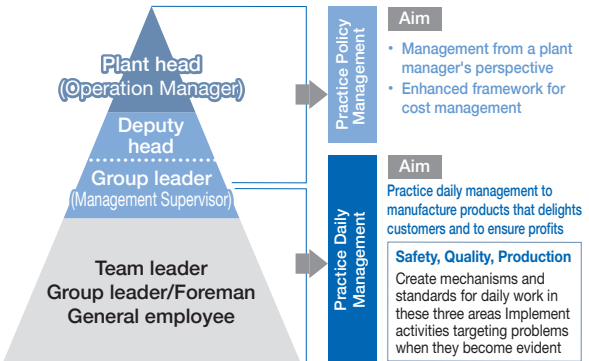 Plant head
(Operation Manager)
Deputy
head
Group leader
(Management Supervisor)
Team leader
Group leader/Foreman
General employee
Practice Policy
Management
Aim
• Management from a plant
manager's perspective
• Enhanced framework for
cost management
Practice Daily
Management
Aim
Practice daily management to
manufacture products that delights
customers and to ensure profits
Safety, Quality, Production
Create mechanisms and
standards for daily work in
these three areas Implement
activities targeting problems
when they become evident